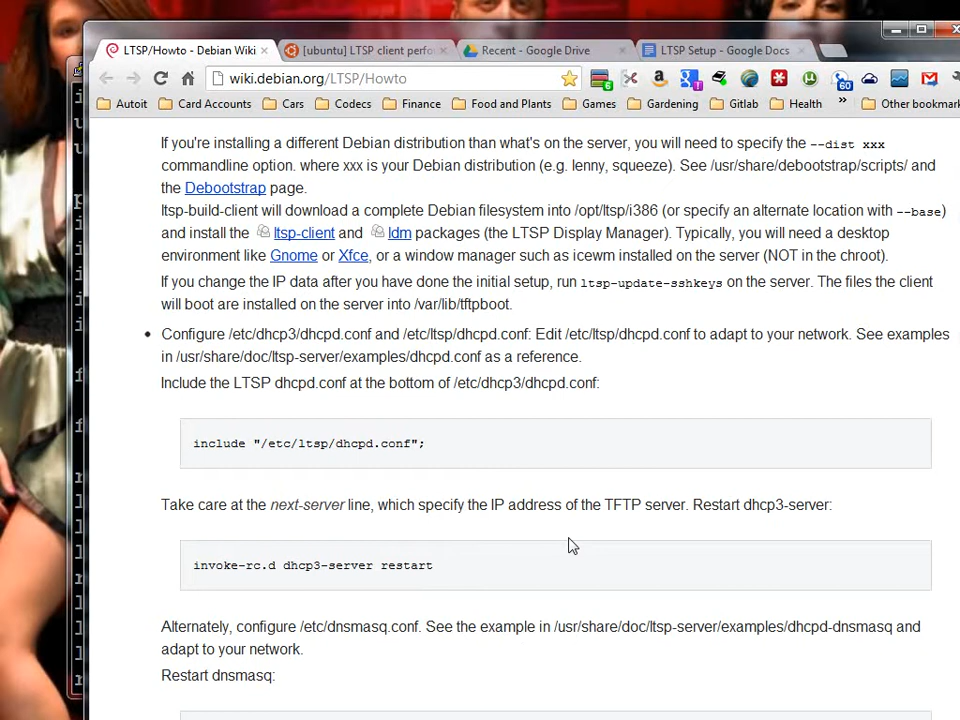 LTSP/Howto - Debian Wiki
[ubuntu] LTSP client perfo
Recent - Google Drive
LTSP Setup - Google Docs
wiki.debian.org/LTSP/Howto
6
60
Autoit Card Accounts Cars Codecs Finance Food and Plants Games Gardening Gitlab Health » Other bookmar
If you're installing a different Debian distribution than what's on the server, you will need to specify the --dist xxx
commandline option. where xxx is your Debian distribution (e.g. lenny, squeeze). See /usr/share/debootstrap/scripts/ and
the Debootstrap page.
ltsp-build-client will download a complete Debian filesystem into /opt/ltsp/i386 (or specify an alternate location with --base)
and install the ltsp-client and ldm packages (the LTSP Display Manager). Typically, you will need a desktop
environment like Gnome or Xfce, or a window manager such as icewm installed on the server (NOT in the chroot).
If you change the IP data after you have done the initial setup, run ltsp-update-sshkeys on the server. The files the client
will boot are installed on the server into /var/lib/tftpboot.
• Configure /etc/dhcp3/dhcpd.conf and /etc/ltsp/dhcpd.conf: Edit /etc/ltsp/dhcpd.conf to adapt to your network. See examples
in /usr/share/doc/ltsp-server/examples/dhcpd.conf as a reference.
Include the LTSP dhcpd.conf at the bottom of /etc/dhcp3/dhcpd.conf:
include "/etc/ltsp/dhcpd.conf";
Take care at the next-server line, which specify the IP address of the TFTP server. Restart dhcp3-server:
invoke-rc.d dhcp3-server restart
Alternately, configure /etc/dnsmasq.conf. See the example in /usr/share/doc/ltsp-server/examples/dhcpd-dnsmasq and
adapt to your network.
Restart dnsmasq: